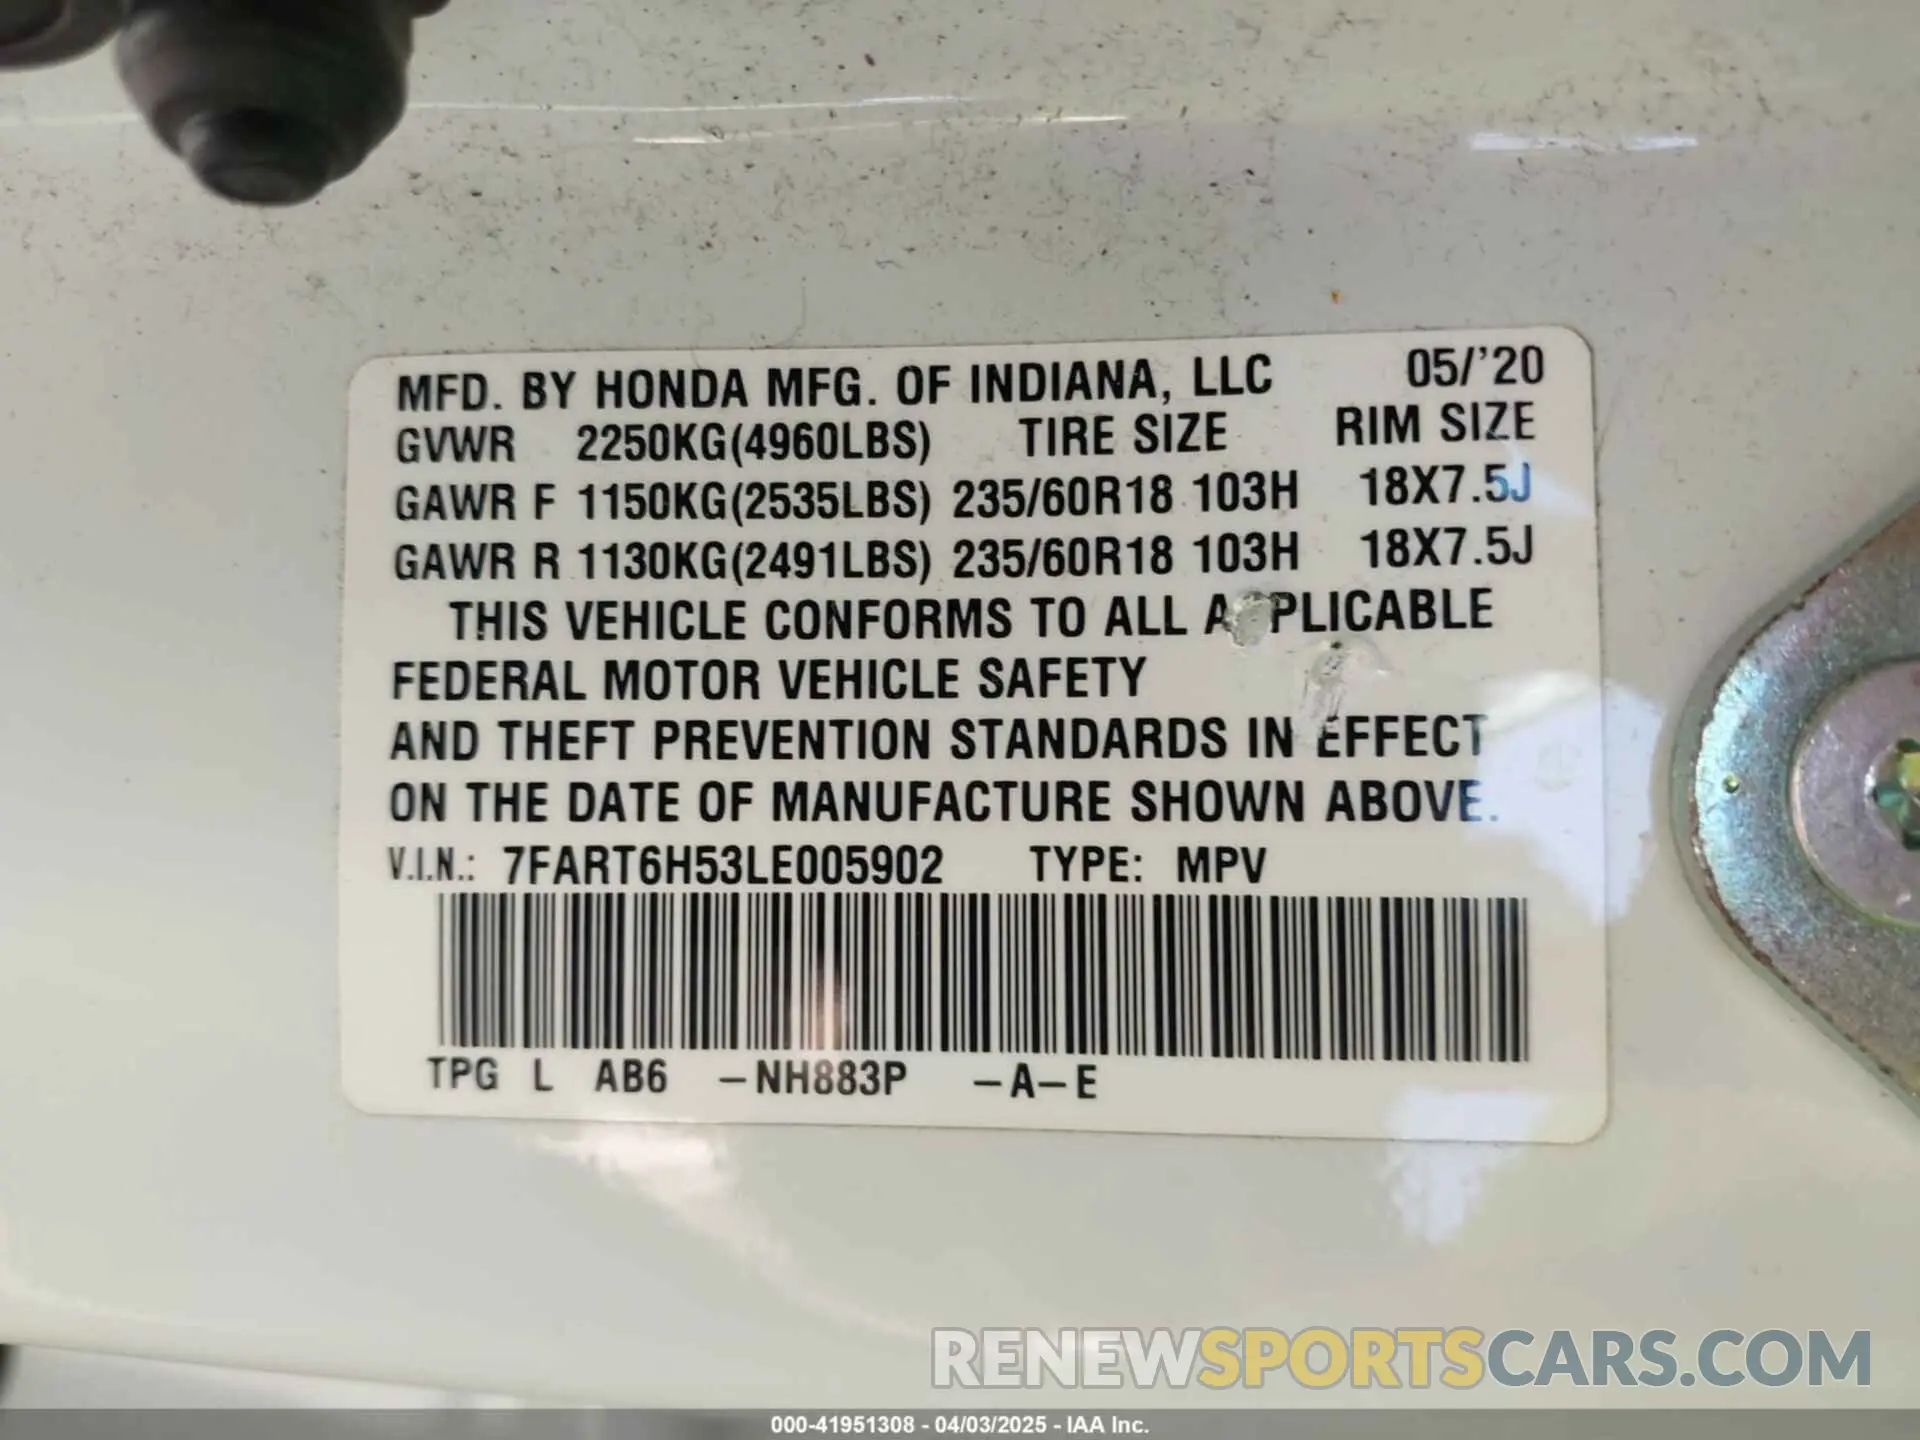 MFD. BY HONDA MFG. OF INDIANA, LLC 05/'20
GVWR 2250KG(4960LBS) TIRE SIZE RIM SIZE
GAWR F 1150KG(2535LBS) 235/60R18 103H 18X7.5J
GAWR R 1130KG(2491LBS) 235/60R18 103H 18X7.5J
THIS VEHICLE CONFORMS TO ALL APPLICABLE
FEDERAL MOTOR VEHICLE SAFETY
AND THEFT PREVENTION STANDARDS IN EFFECT
ON THE DATE OF MANUFACTURE SHOWN ABOVE.
V.I.N.: 7FART6H53LE005902 TYPE: MPV
TPG L AB6 -NH883P -A-E
RENEWSPORTSCARS.COM
000-41951308 - 04/03/2025 - IAA Inc.